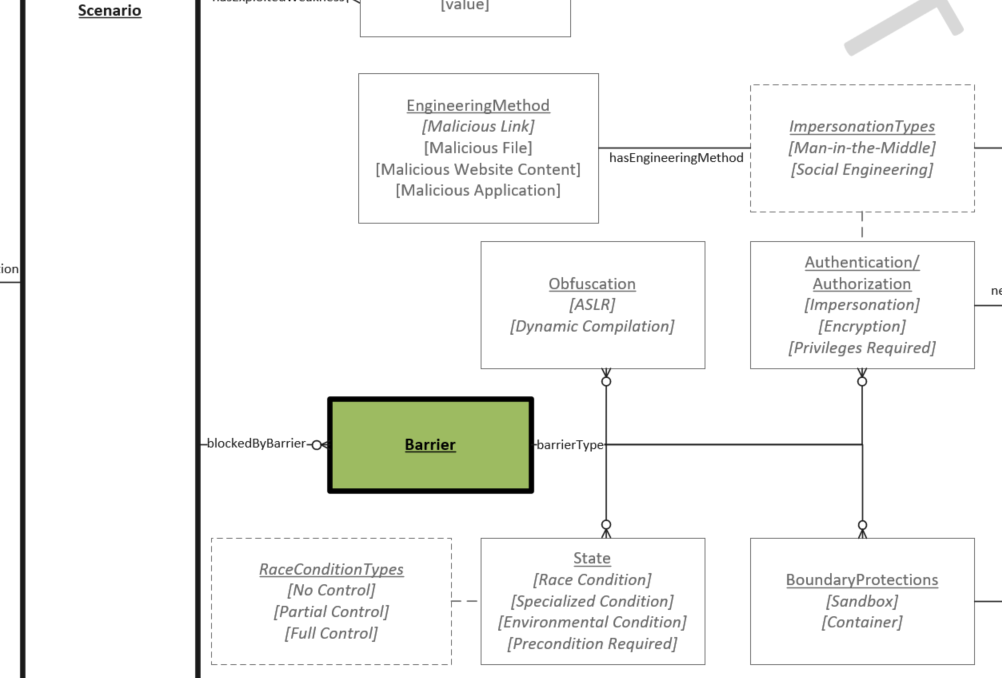 Scenario
hasExploitedWeakness
[value]
EngineeringMethod
[Malicious Link]
[Malicious File]
[Malicious Website Content]
[Malicious Application]
hasEngineeringMethod
ImpersonationTypes
[Man-in-the-Middle]
[Social Engineering]
tion
Obfuscation
[ASLR]
[Dynamic Compilation]
Authentication/
Authorization
[Impersonation]
[Encryption]
[Privileges Required]
ne
blockedByBarrier
Barrier
barrierType
RaceConditionTypes
[No Control]
[Partial Control]
[Full Control]
State
[Race Condition]
[Specialized Condition]
[Environmental Condition]
[Precondition Required]
BoundaryProtections
[Sandbox]
[Container]